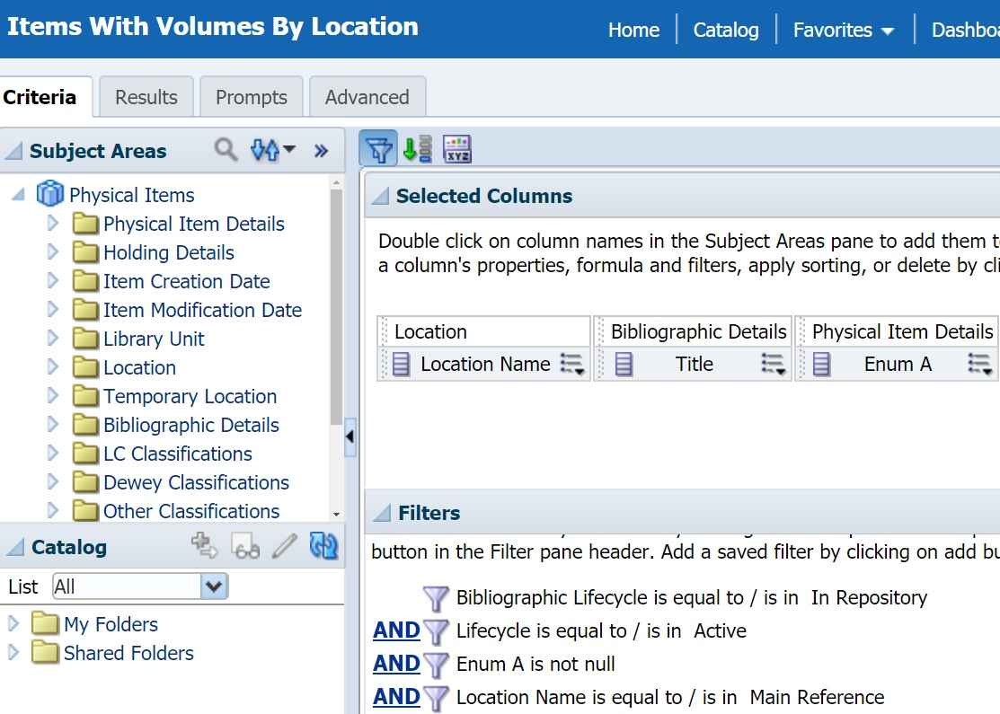 Items With Volumes By Location
Home Catalog Favorites Dashboa
Criteria Results Prompts Advanced
Subject Areas
Physical Items
Physical Item Details
Holding Details
Item Creation Date
Item Modification Date
Library Unit
Location
Temporary Location
Bibliographic Details
LC Classifications
Dewey Classifications
Other Classifications
Catalog
List All
My Folders
Shared Folders
XYZ
Selected Columns
Double click on column names in the Subject Areas pane to add them t
a column's properties, formula and filters, apply sorting, or delete by cli
Location Bibliographic Details Physical Item Details
Location Name Title Enum A
Filters
button in the Filter pane header. Add a saved filter by clicking on add bu
Bibliographic Lifecycle is equal to / is in In Repository
AND Lifecycle is equal to / is in Active
AND Enum A is not null
AND Location Name is equal to / is in Main Reference